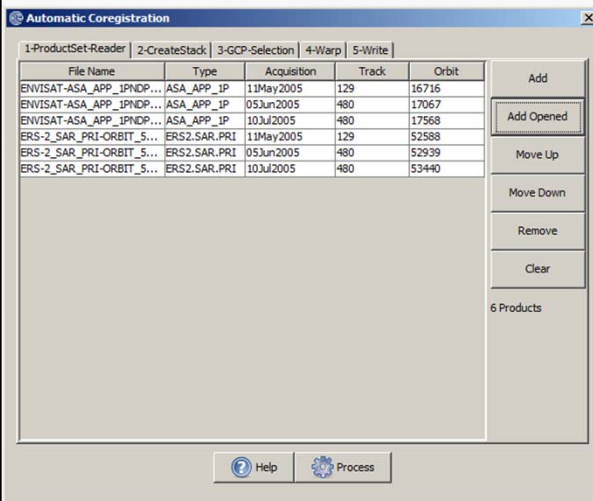 Automatic Coregistration
1-ProductSet-Reader 2-CreateStack 3-GCP-Selection 4-Warp 5-Write
File Name Type Acquisition Track Orbit
ENVISAT-ASA_APP_1PNDP... ASA_APP_1P 11May2005 129 16716
ENVISAT-ASA_APP_1PNDP... ASA_APP_1P 05Jun2005 480 17067
ENVISAT-ASA_APP_1PNDP... ASA_APP_1P 10Jul2005 480 17568
ERS-2_SAR_PRI-ORBIT_5... ERS2.SAR.PRI 11May2005 129 52588
ERS-2_SAR_PRI-ORBIT_5... ERS2.SAR.PRI 05Jun2005 480 52939
ERS-2_SAR_PRI-ORBIT_5... ERS2.SAR.PRI 10Jul2005 480 53440
Add
Add Opened
Move Up
Move Down
Remove
Clear
6 Products
Help Process